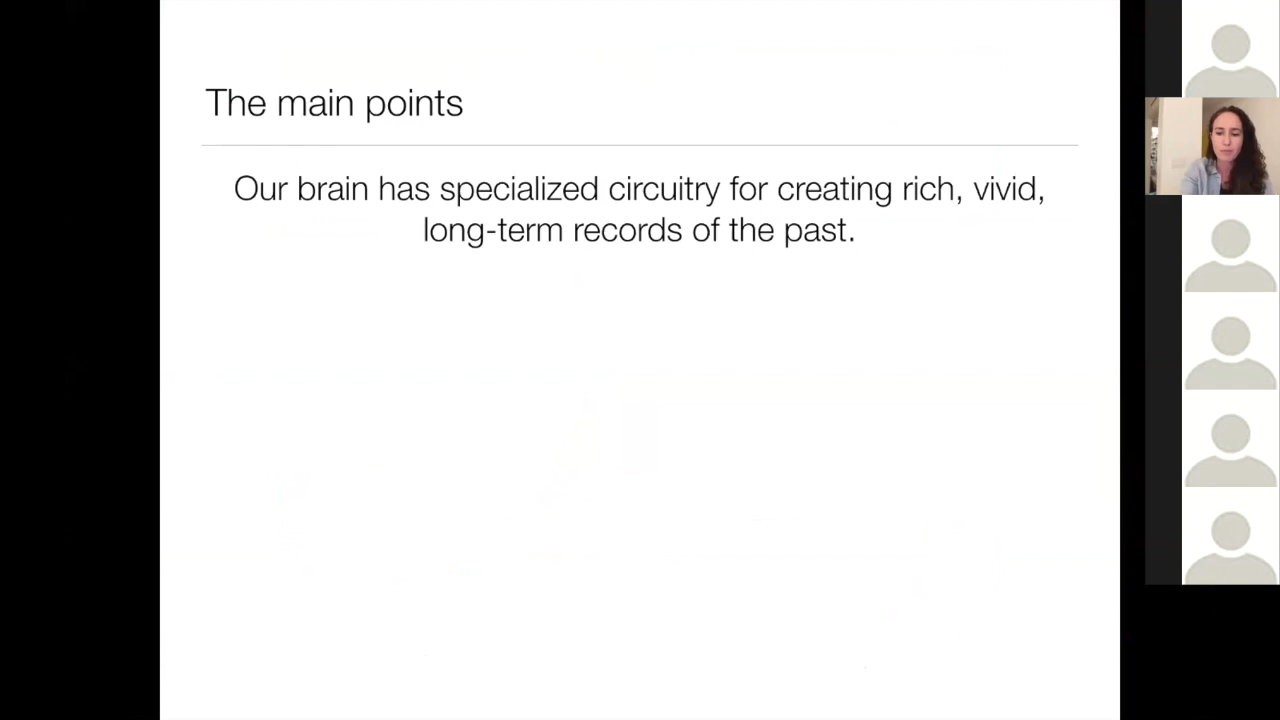 The main points
Our brain has specialized circuitry for creating rich, vivid,
long-term records of the past.